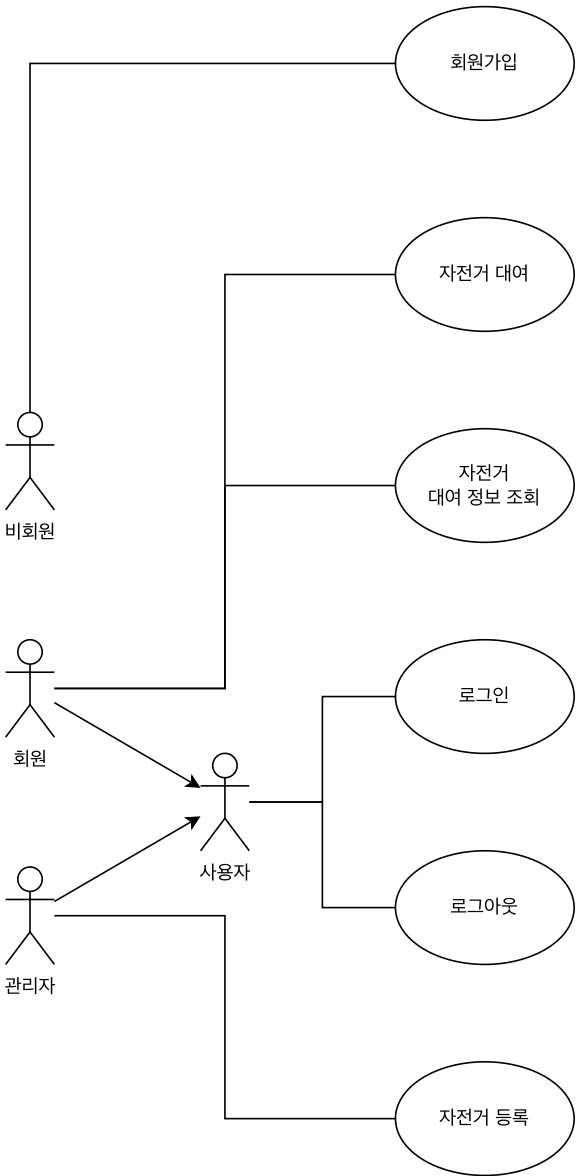 회원가입
자전거 대여
자전거
대여 정보 조회
비회원
회원
로그인
사용자
로그아웃
관리자
자전거 등록